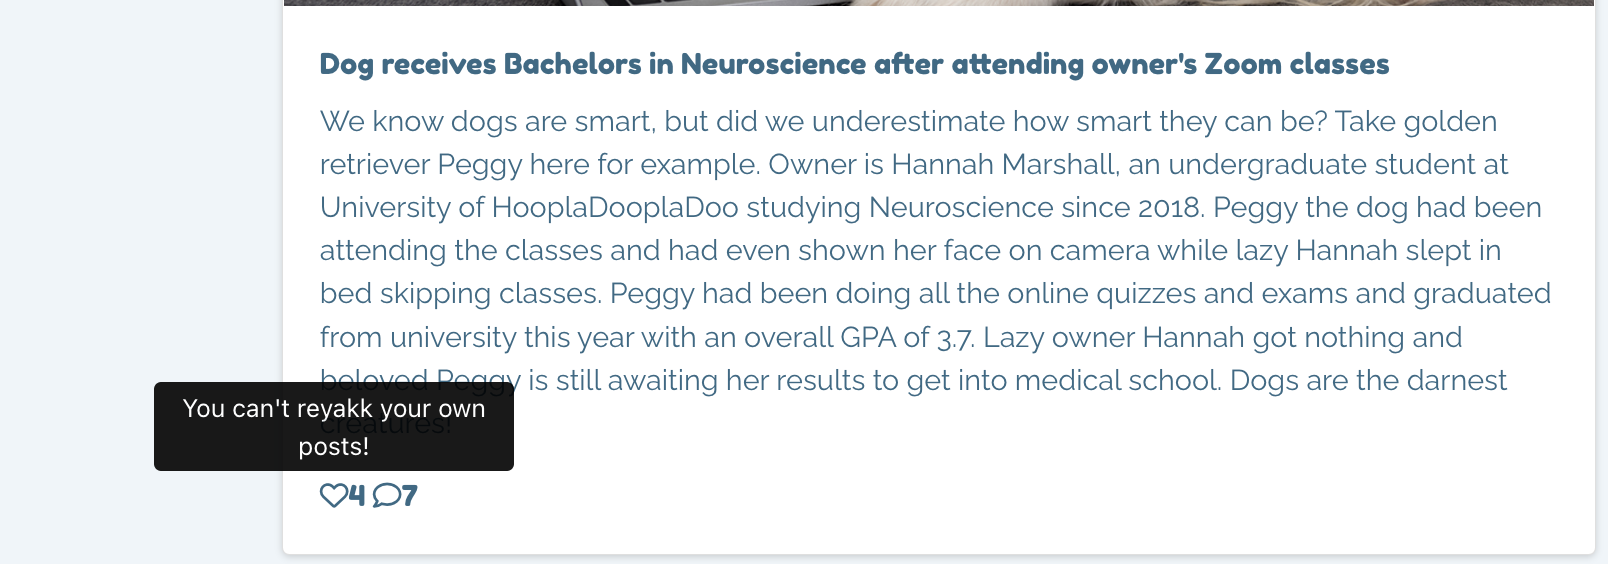 Dog receives Bachelors in Neuroscience after attending owner's Zoom classes
We know dogs are smart, but did we underestimate how smart they can be? Take golden
retriever Peggy here for example. Owner is Hannah Marshall, an undergraduate student at
University of HooplaDooplaDoo studying Neuroscience since 2018. Peggy the dog had been
attending the classes and had even shown her face on camera while lazy Hannah slept in
bed skipping classes. Peggy had been doing all the online quizzes and exams and graduated
from university this year with an overall GPA of 3.7. Lazy owner Hannah got nothing and
beloved Peggy is still awaiting her results to get into medical school. Dogs are the darnest
creatures!
You can't reyakk your own
posts!
4 7